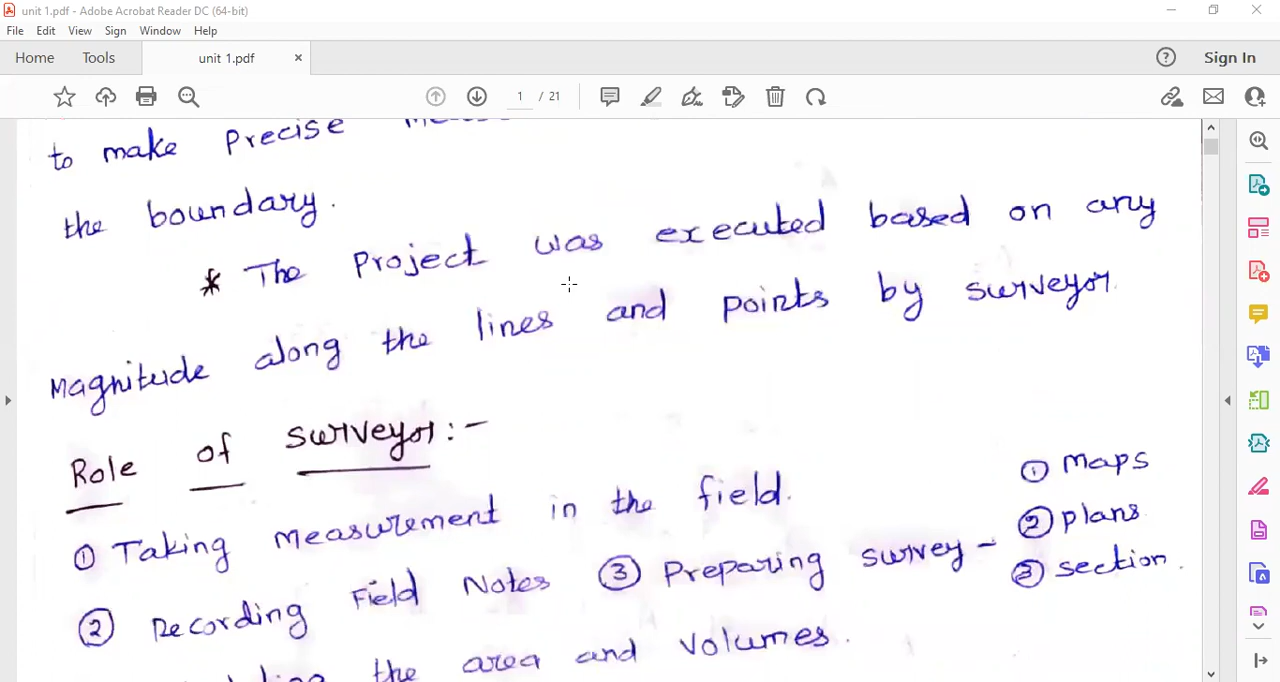 unit 1.pdf - Adobe Acrobat Reader DC (64-bit)
File Edit View Sign Window Help
Home Tools unit 1.pdf × Sign In
1 / 21
to make Precise
the boundary.
* The Project was executed based on any
Magnitude along the lines and points by surveyor.
Role of surveyor:-
① Taking measurement in the field.
② Recording Field Notes ③ Preparing survey -
① Maps
② plans
③ section.
the area and volumes.